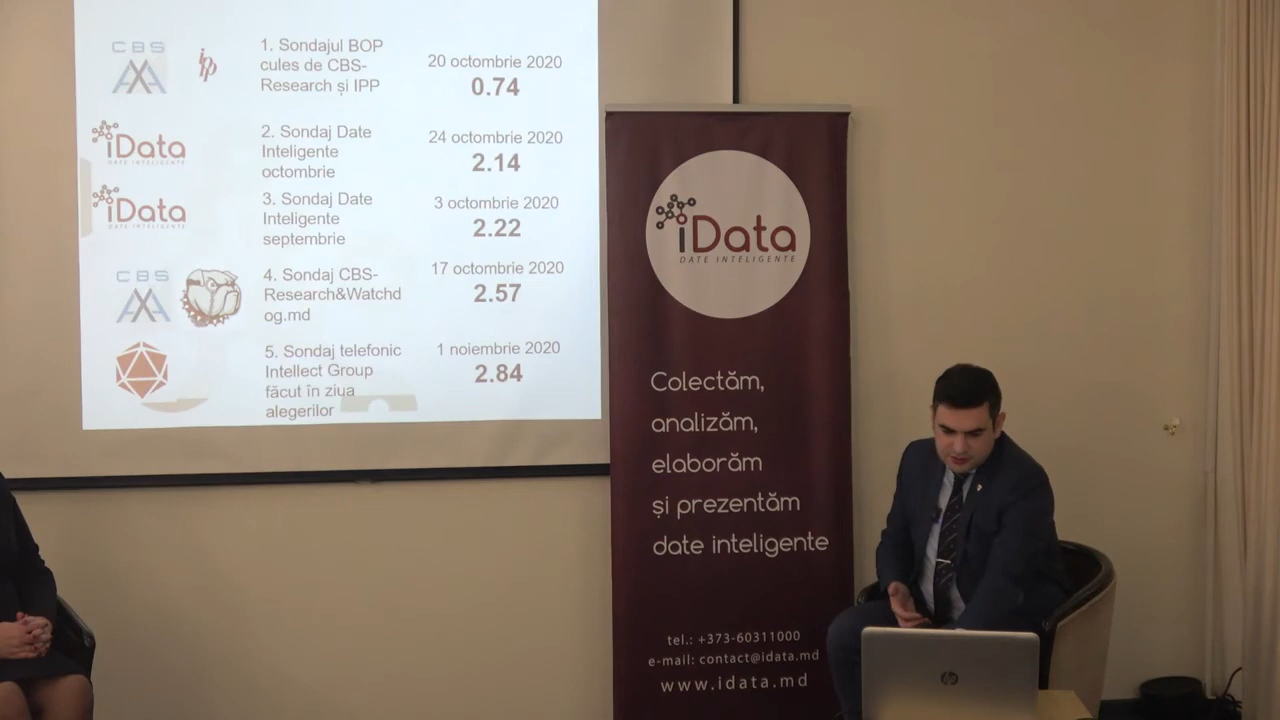 CBS
AXA
ipp
1. Sondajul BOP
cules de CBS-
Research și IPP
20 octombrie 2020
0.74
iData
DATE INTELIGENTE
2. Sondaj Date
Inteligente
octombrie
24 octombrie 2020
2.14
iData
DATE INTELIGENTE
3. Sondaj Date
Inteligente
septembrie
3 octombrie 2020
2.22
CBS
AXA
4. Sondaj CBS-
Research&Watchd
og.md
17 octombrie 2020
2.57
5. Sondaj telefonic
Intellect Group
făcut în ziua
alegerilor
1 noiembrie 2020
2.84
iData
DATE INTELIGENTE
Colectăm,
analizăm,
elaborăm
și prezentăm
date inteligente
tel.: +373-60311000
e-mail: contact@idata.md
www.idata.md
hp